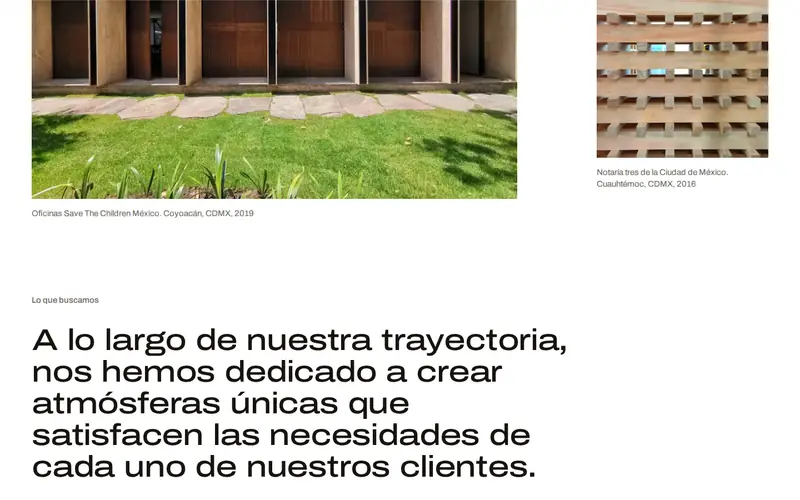 Oficinas Save The Children México. Coyoacán, CDMX, 2019
Notaría tres de la Ciudad de México.
Cuauhtémoc, CDMX, 2016
Lo que buscamos
A lo largo de nuestra trayectoria,
nos hemos dedicado a crear
atmósferas únicas que
satisfacen las necesidades de
cada uno de nuestros clientes.